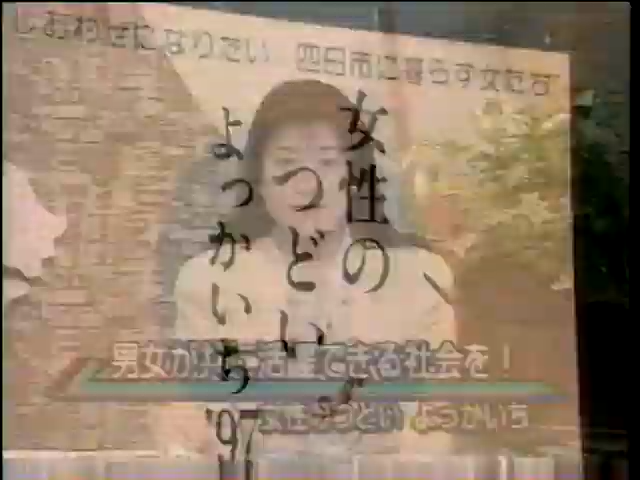 しあわせになりたい 四日市に暮らす女たち
女性の
つどい
よっかいち '97
男女が共に活躍できる社会を！
女性のつどい よっかいち